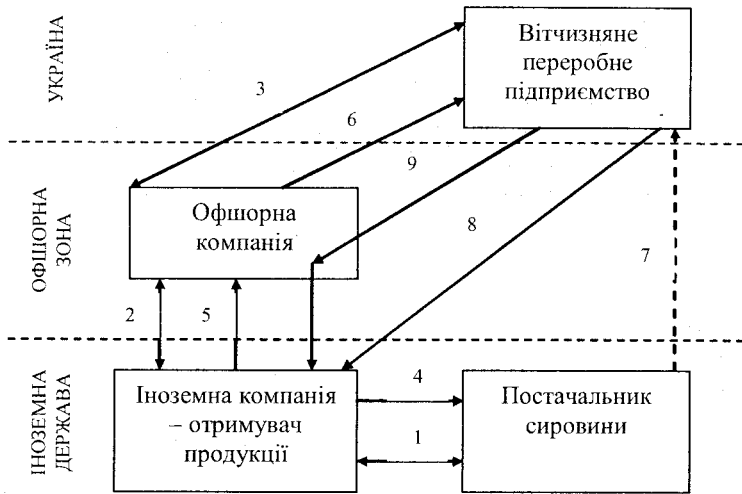 УКРАЇНА
Вітчизняне
переробне
підприємство
3
6
9
ОФШОРНА
ЗОНА
Офшорна
компанія
8
7
2
5
ІНОЗЕМНА
ДЕРЖАВА
Іноземна компанія
– отримувач
продукції
4
1
Постачальник
сировини